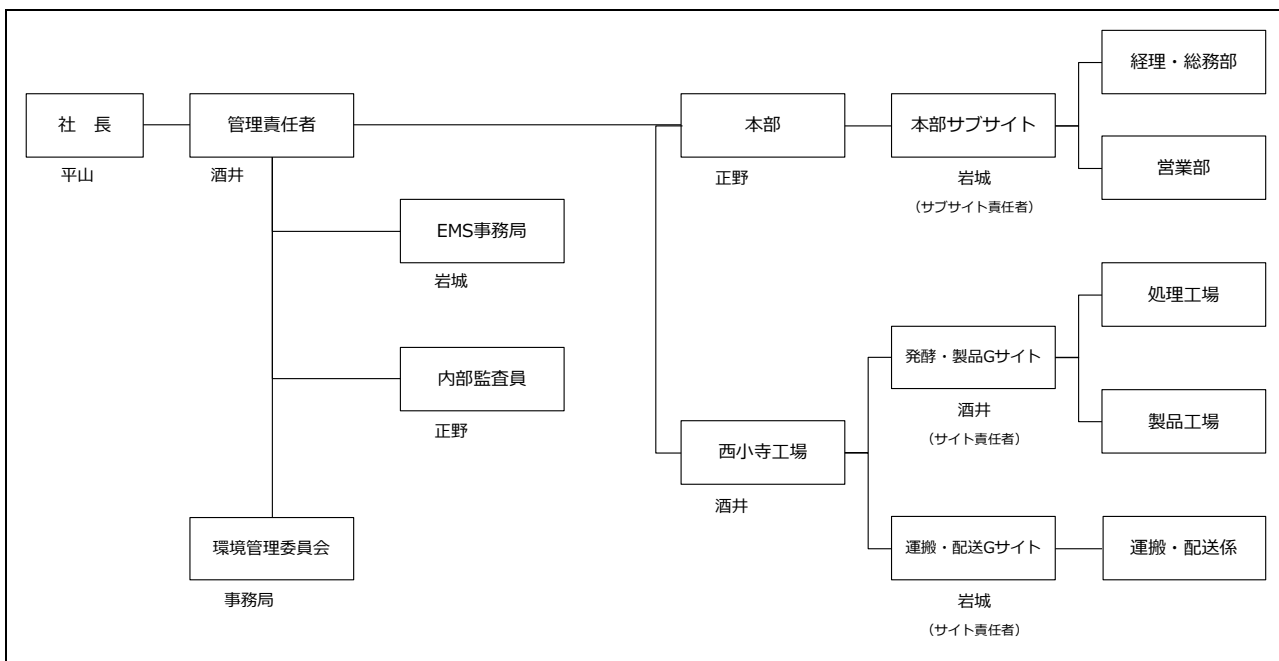 社　長
平山
管理責任者
酒井
EMS事務局
岩城
内部監査員
正野
環境管理委員会
事務局
本部
正野
本部サブサイト
岩城
（サブサイト責任者）
経理・総務部
営業部
西小寺工場
酒井
発酵・製品Gサイト
酒井
（サイト責任者）
処理工場
製品工場
運搬・配送Gサイト
岩城
（サイト責任者）
運搬・配送係